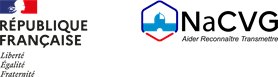 RÉPUBLIQUE
FRANÇAISE
Liberté
Égalité
Fraternité
NaCVG
Aider Reconnaître Transmettre